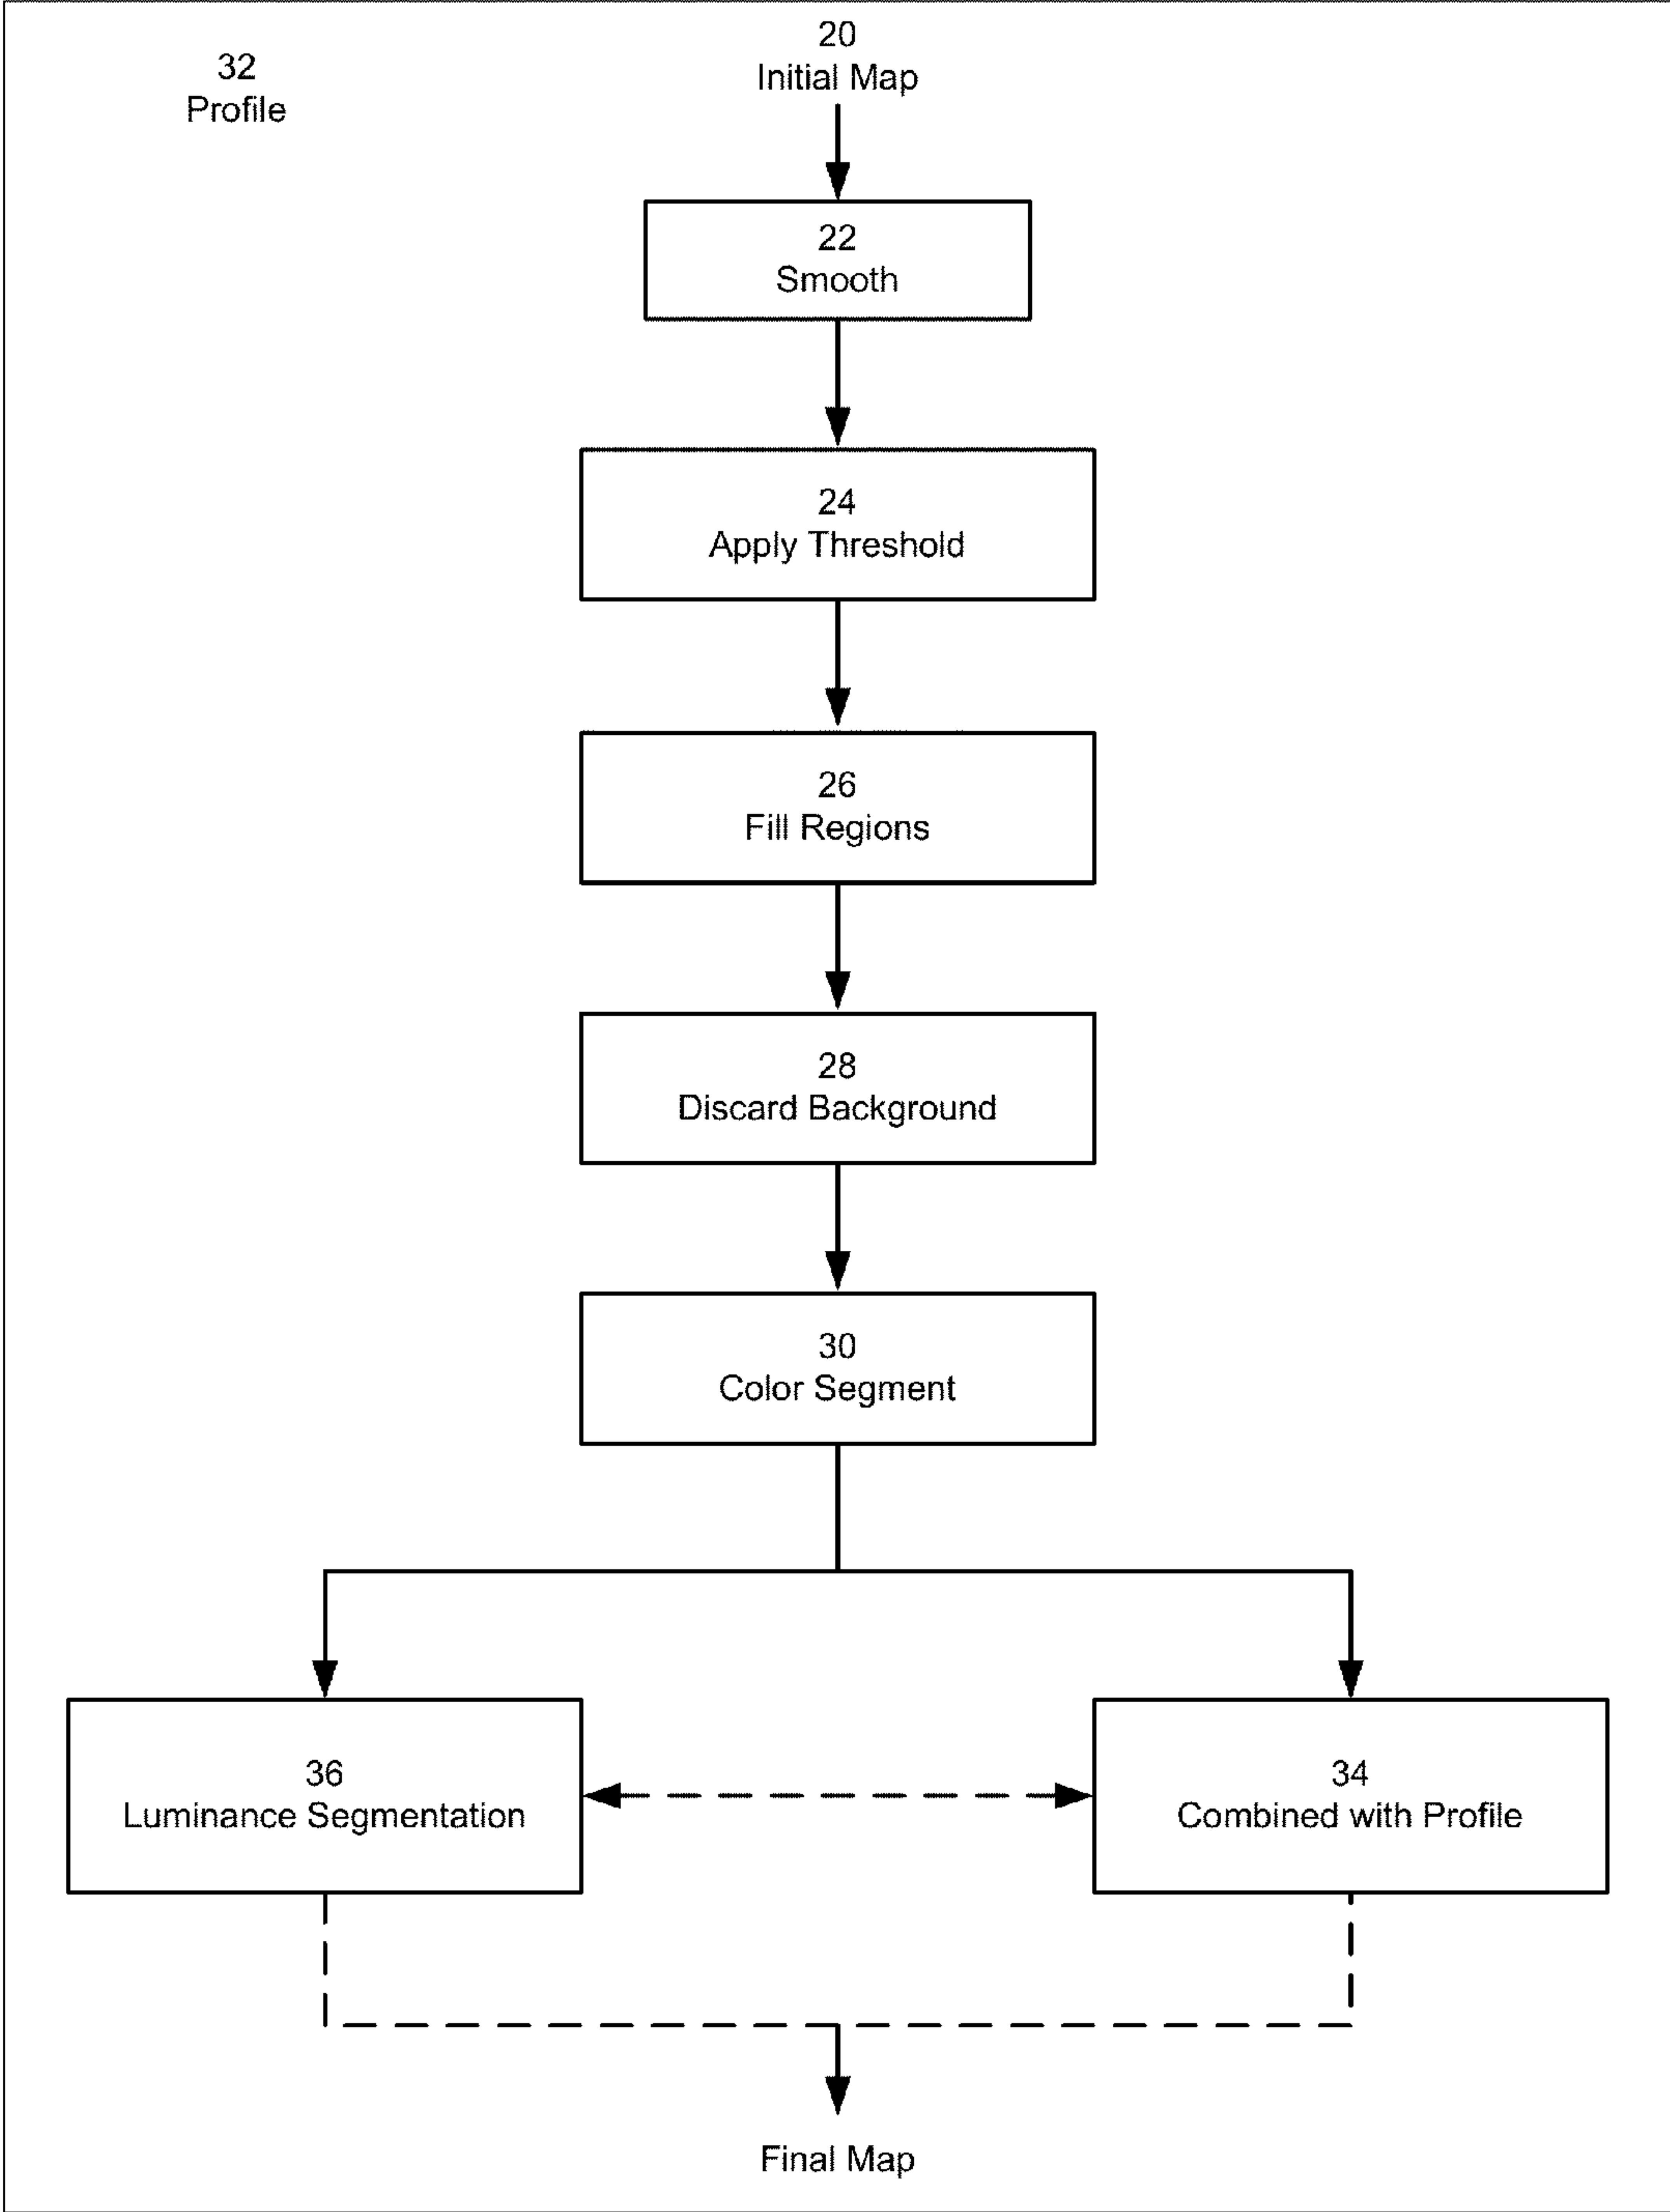 32
Profile
20
Initial Map
22
Smooth
24
Apply Threshold
26
Fill Regions
28
Discard Background
30
Color Segment
36
Luminance Segmentation
34
Combined with Profile
Final Map